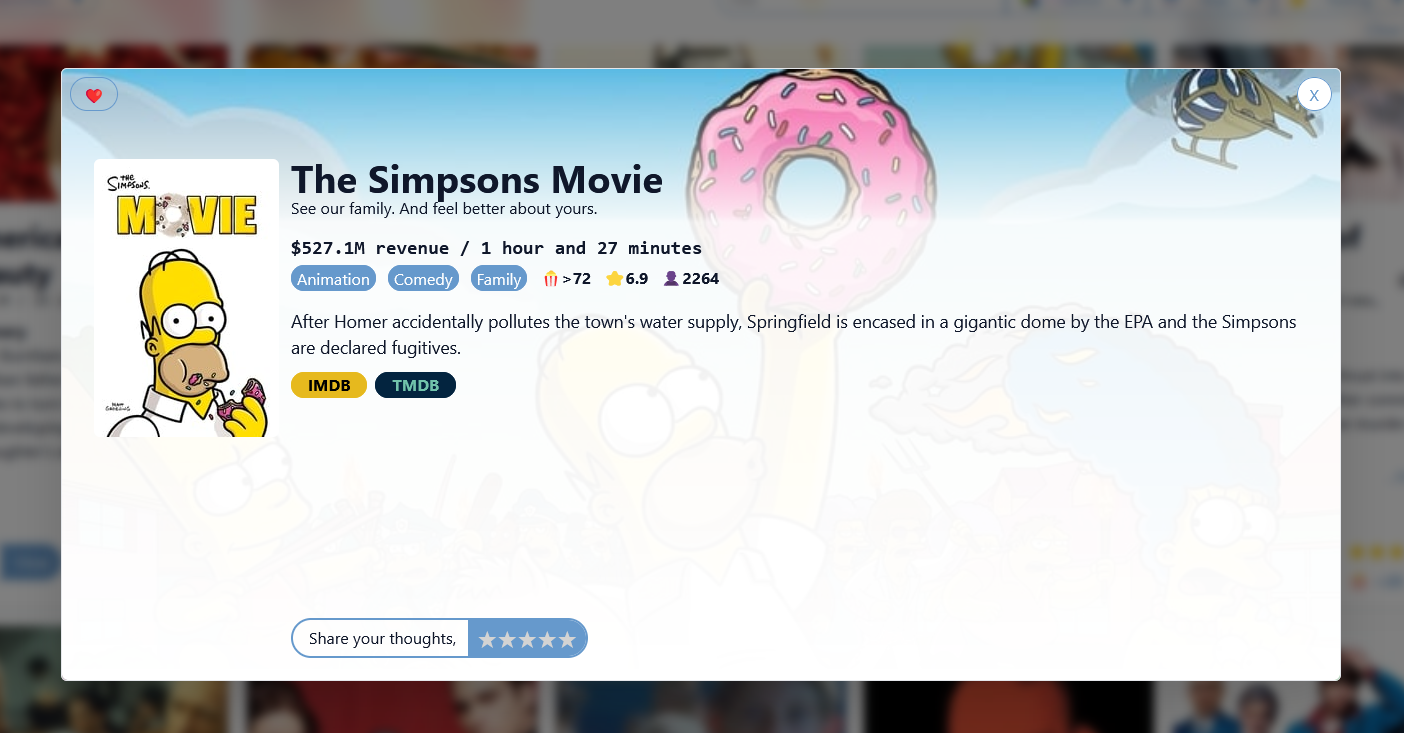 X
THE
SIMPSONS
MOVIE
MATT
GROENING
The Simpsons Movie
See our family. And feel better about yours.
$527.1M revenue / 1 hour and 27 minutes
Animation Comedy Family >72 6.9 2264
After Homer accidentally pollutes the town's water supply, Springfield is encased in a gigantic dome by the EPA and the Simpsons
are declared fugitives.
IMDB TMDB
Share your thoughts,